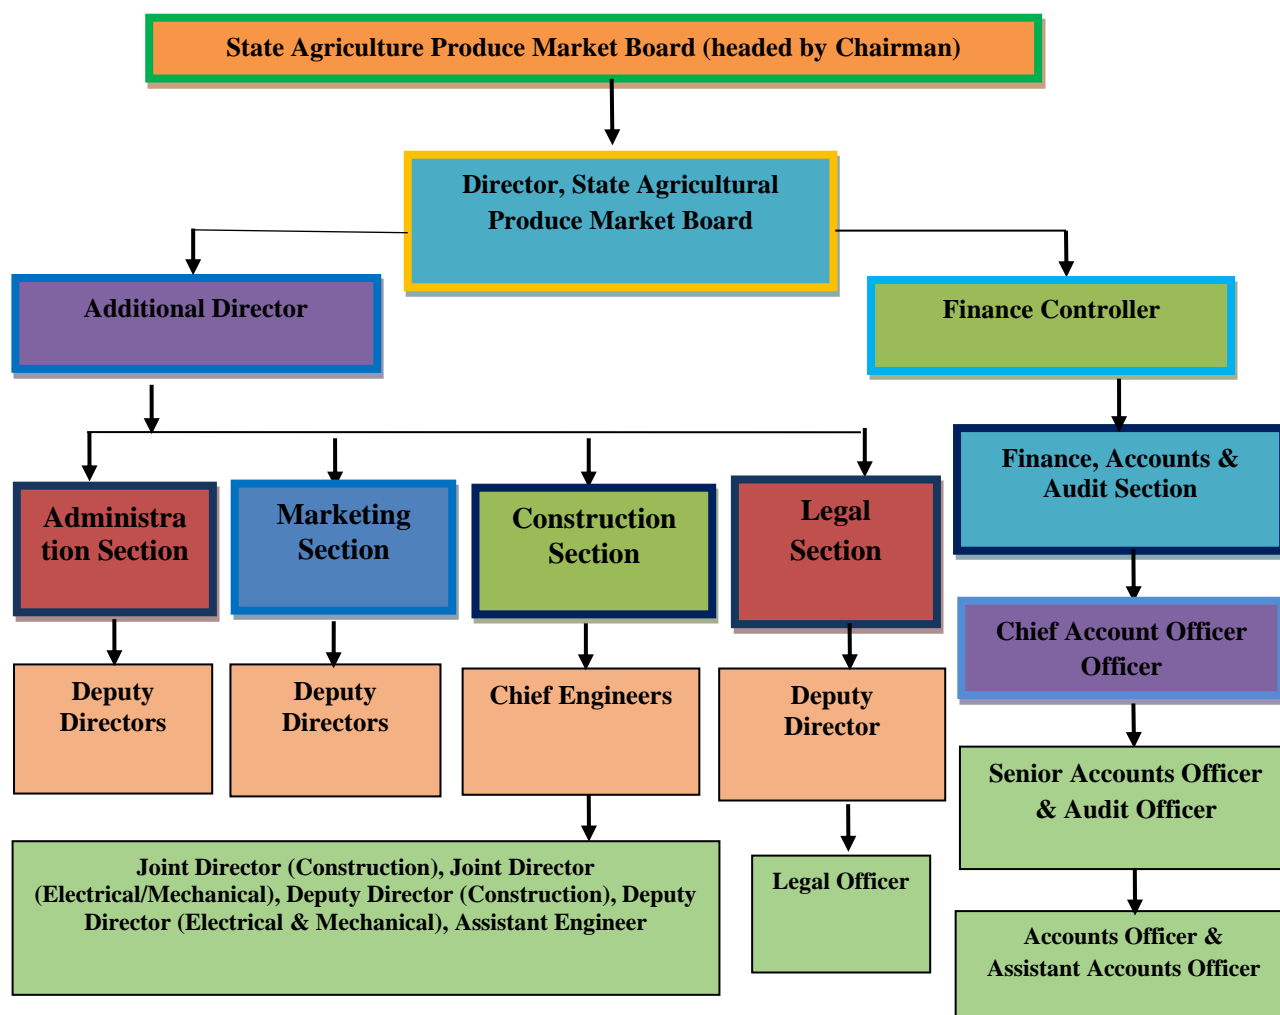 State Agriculture Produce Market Board (headed by Chairman)
Director, State Agricultural
Produce Market Board
Additional Director
Finance Controller
Finance, Accounts &
Audit Section
Administra
tion Section
Marketing
Section
Construction
Section
Legal
Section
Chief Account Officer
Officer
Deputy
Directors
Deputy
Directors
Chief Engineers
Deputy
Director
Senior Accounts Officer
& Audit Officer
Joint Director (Construction), Joint Director
(Electrical/Mechanical), Deputy Director (Construction), Deputy
Director (Electrical & Mechanical), Assistant Engineer
Legal Officer
Accounts Officer &
Assistant Accounts Officer